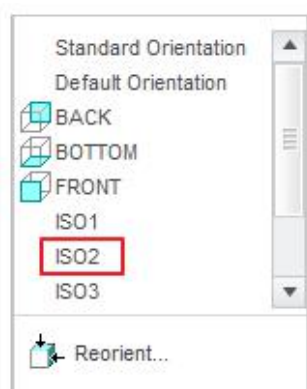 Standard Orientation
Default Orientation
BACK
BOTTOM
FRONT
ISO1
ISO2
ISO3
Reorient...